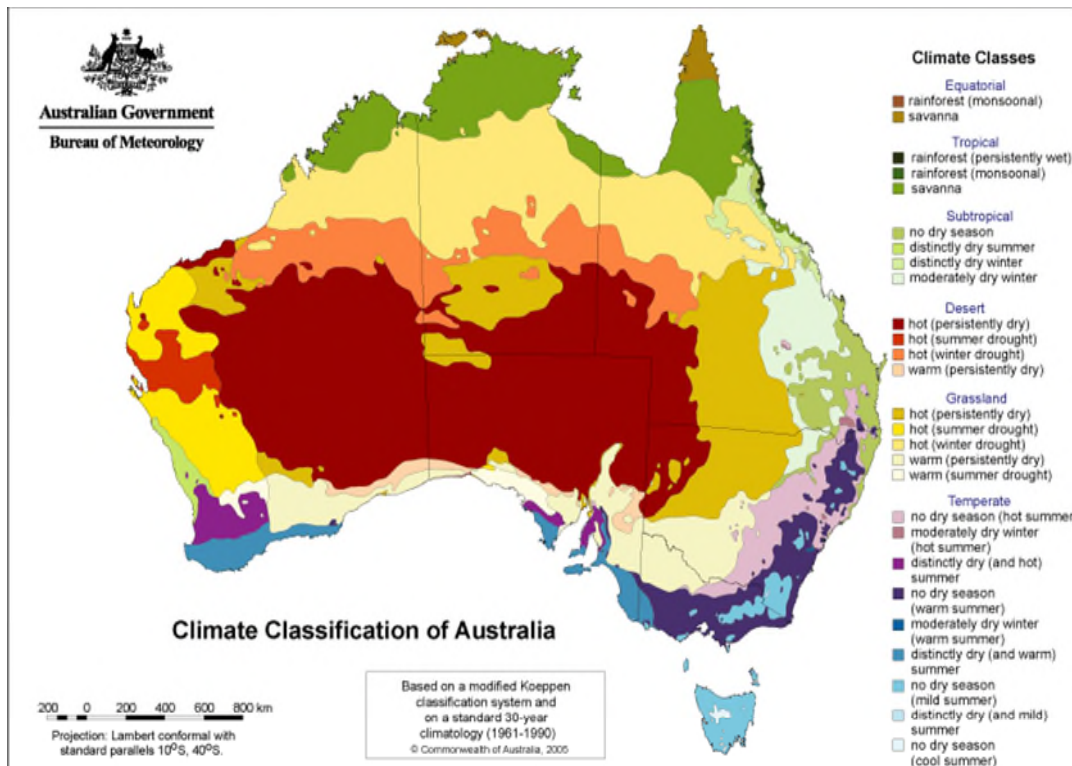 Australian Government
Bureau of Meteorology
Climate Classes
Equatorial
rainforest (monsoonal)
savanna
Tropical
rainforest (persistently wet)
rainforest (monsoonal)
savanna
Subtropical
no dry season
distinctly dry summer
distinctly dry winter
moderately dry winter
Desert
hot (persistently dry)
hot (summer drought)
hot (winter drought)
warm (persistently dry)
Grassland
hot (persistently dry)
hot (summer drought)
hot (winter drought)
warm (persistently dry)
warm (summer drought)
Temperate
no dry season (hot summer)
moderately dry winter
(hot summer)
distinctly dry (and hot)
summer
no dry season
(warm summer)
moderately dry winter
(warm summer)
distinctly dry (and warm)
summer
no dry season
(mild summer)
distinctly dry (and mild)
summer
no dry season
(cool summer)
Climate Classification of Australia
Based on a modified Koeppen
classification system and
on a standard 30-year
climatology (1961-1990)
© Commonwealth of Australia, 2005
200 0 200 400 600 800 km
Projection: Lambert conformal with
standard parallels 10°S, 40°S.